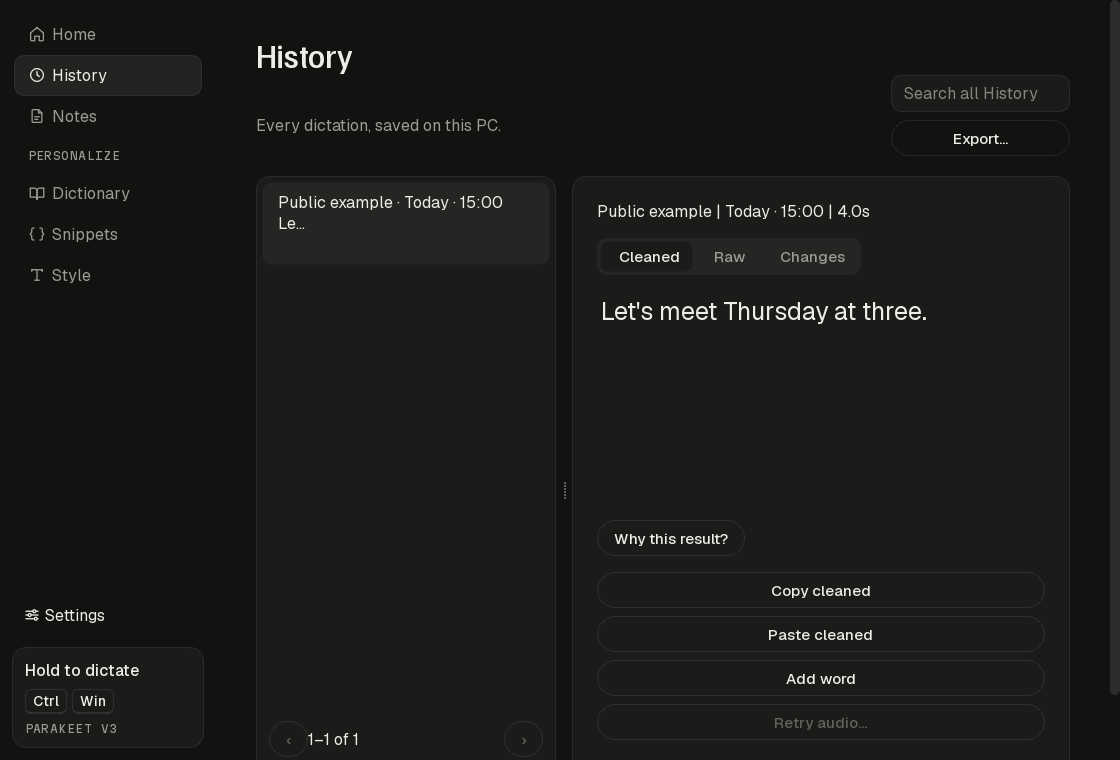 Home
History
Notes
PERSONALIZE
Dictionary
Snippets
Style
Settings
Hold to dictate
Ctrl Win
PARAKEET V3
History
Every dictation, saved on this PC.
Search all History
Export...
Public example · Today · 15:00
Le...
‹ 1–1 of 1 ›
Public example | Today · 15:00 | 4.0s
Cleaned Raw Changes
Let's meet Thursday at three.
Why this result?
Copy cleaned
Paste cleaned
Add word
Retry audio...